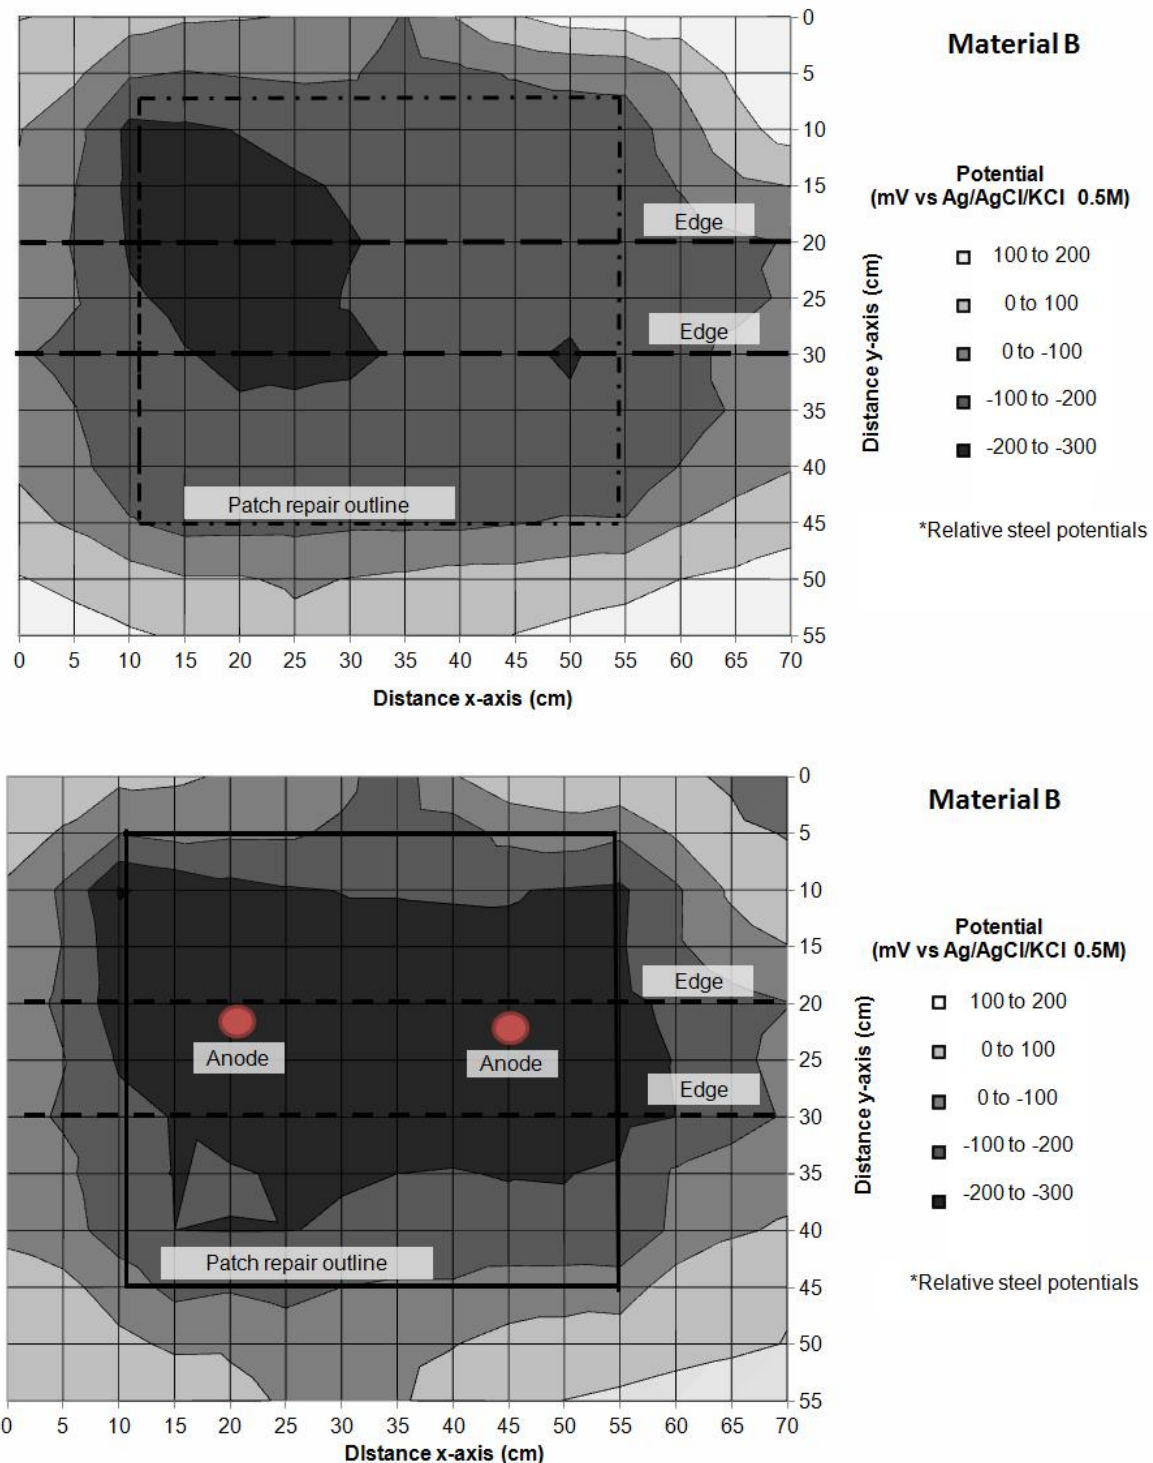 Material B
Potential
(mV vs Ag/AgCl/KCl 0.5M)
100 to 200
0 to 100
0 to -100
-100 to -200
-200 to -300
*Relative steel potentials
Edge
Edge
Patch repair outline
0
5
10
15
20
25
30
35
40
45
50
55
Distance y-axis (cm)
0 5 10 15 20 25 30 35 40 45 50 55 60 65 70
Distance x-axis (cm)
Material B
Potential
(mV vs Ag/AgCl/KCl 0.5M)
100 to 200
0 to 100
0 to -100
-100 to -200
-200 to -300
*Relative steel potentials
Edge
Anode
Anode
Edge
Patch repair outline
0
5
10
15
20
25
30
35
40
45
50
55
Distance y-axis (cm)
0 5 10 15 20 25 30 35 40 45 50 55 60 65 70
Distance x-axis (cm)